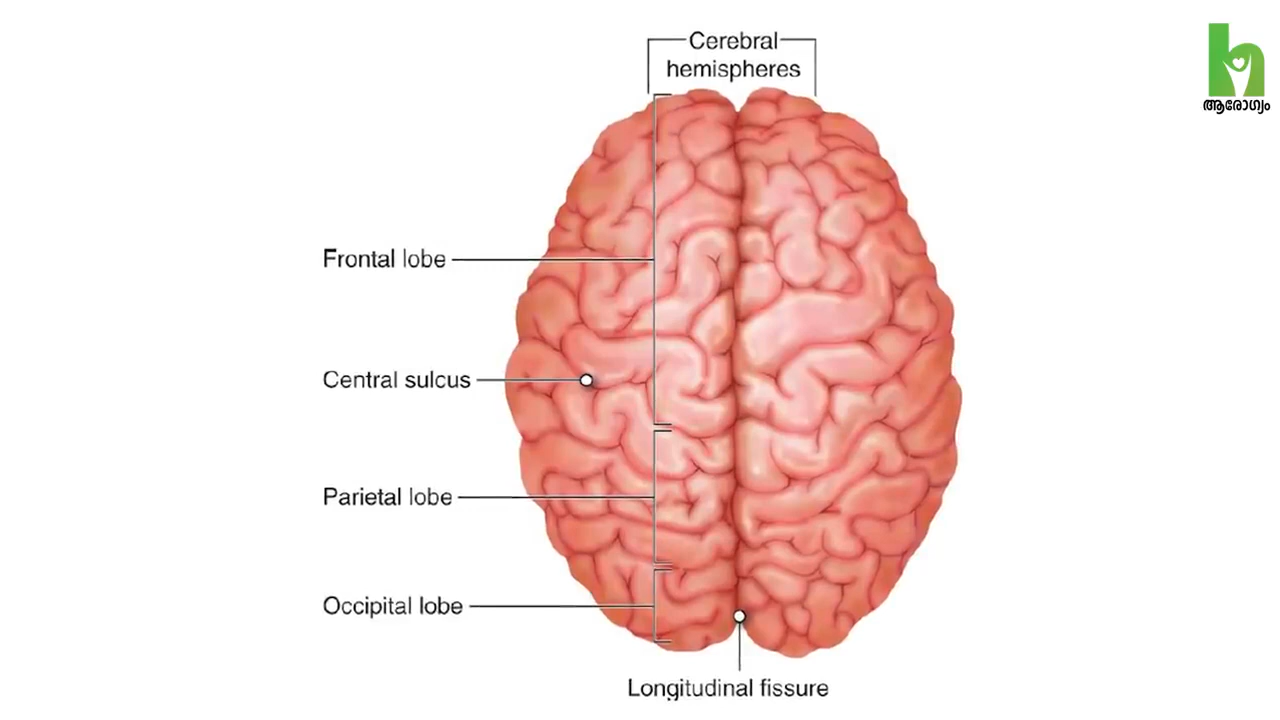 Cerebral
hemispheres
ആരോഗ്യം
Frontal lobe
Central sulcus
Parietal lobe
Occipital lobe
Longitudinal fissure